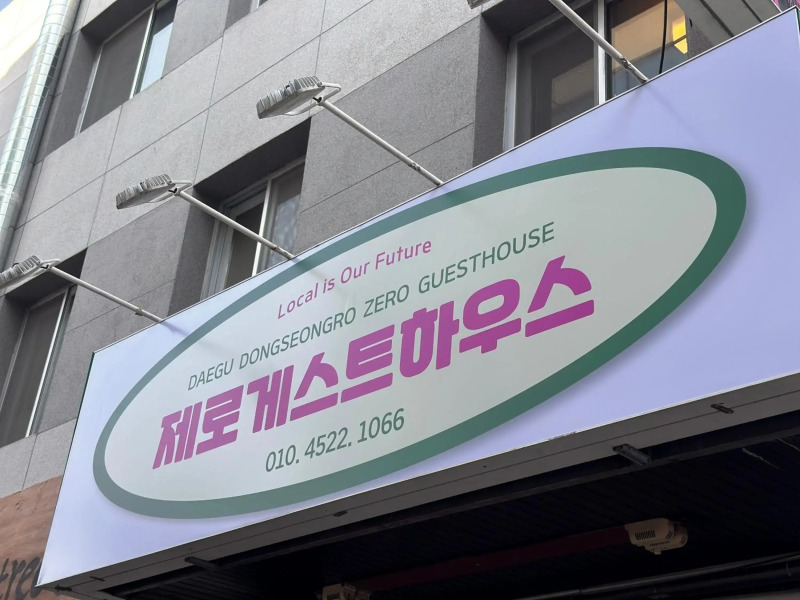 Local is Our Future
DAEGU DONGSEONGRO ZERO GUESTHOUSE
제로게스트하우스
010. 4522. 1066